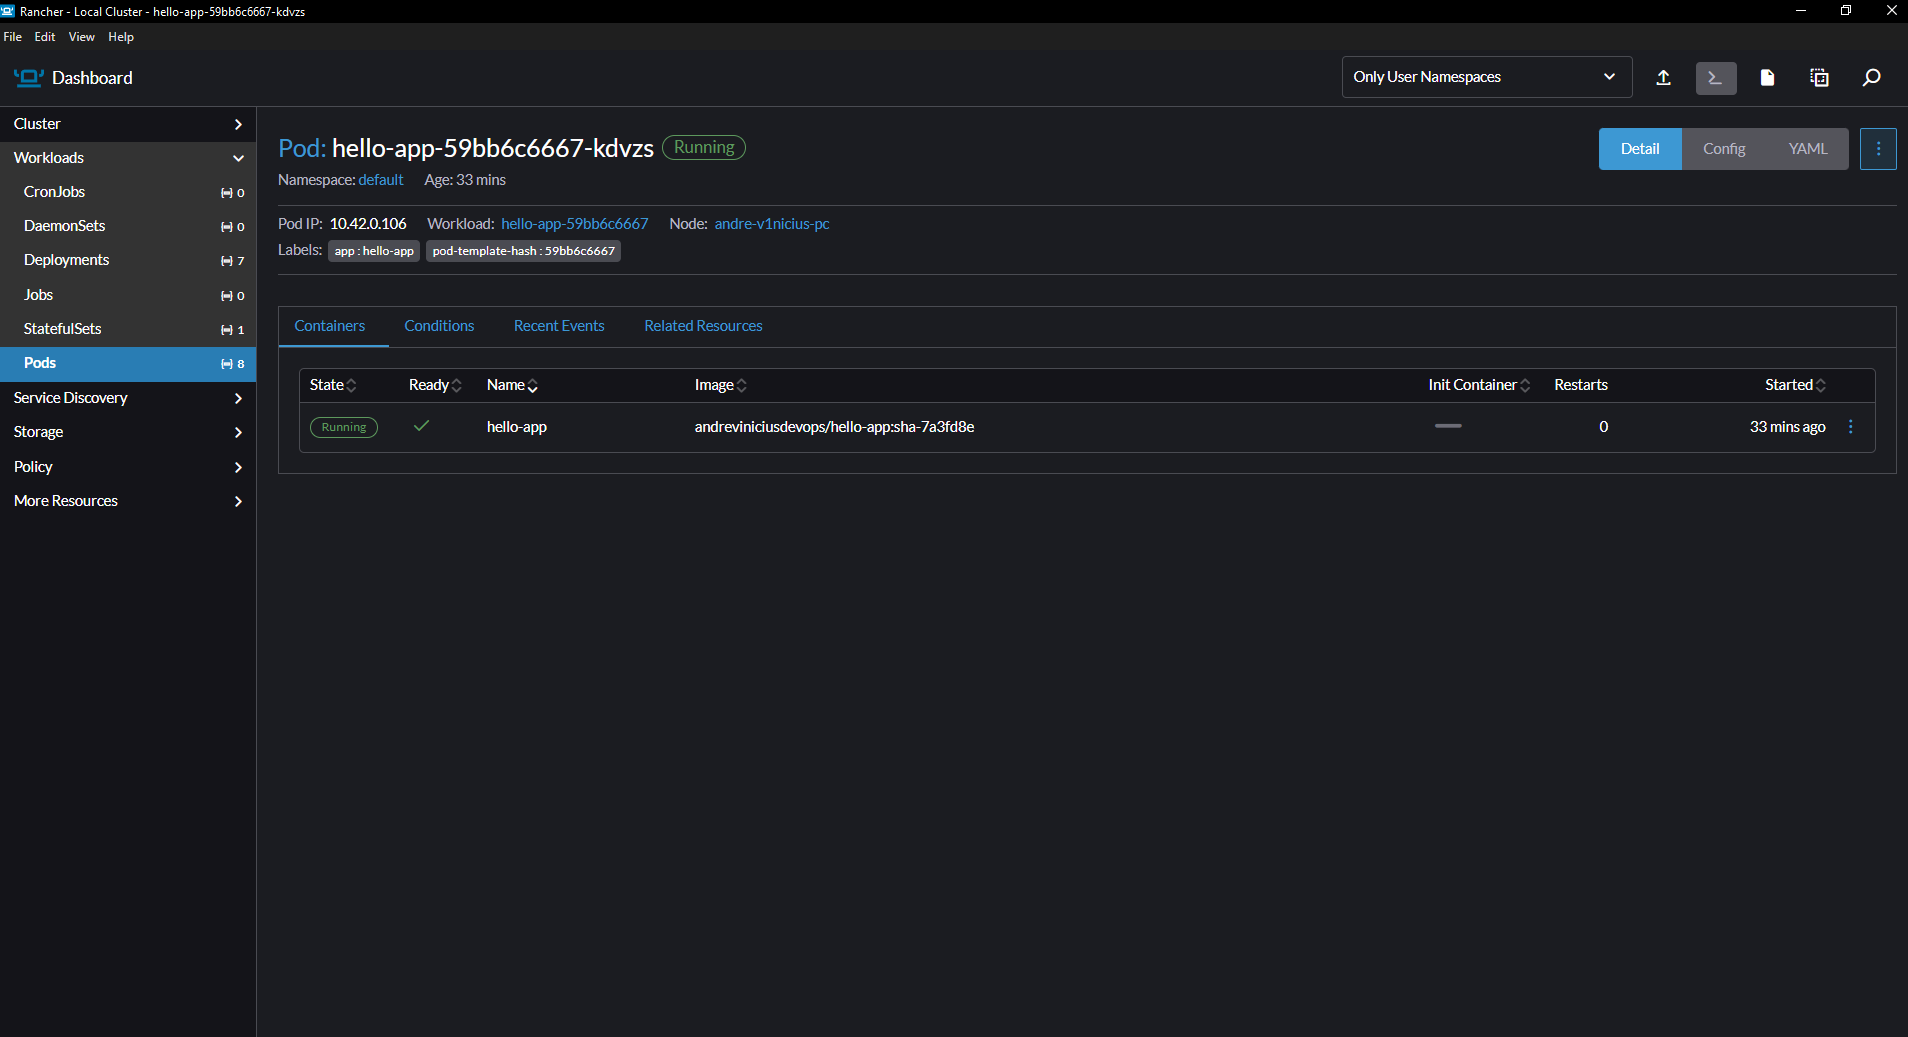 Rancher - Local Cluster - hello-app-59bb6c6667-kdvzs
File Edit View Help
Dashboard
Only User Namespaces
Cluster
Workloads
CronJobs 0
DaemonSets 0
Deployments 7
Jobs 0
StatefulSets 1
Pods 8
Service Discovery
Storage
Policy
More Resources
Pod: hello-app-59bb6c6667-kdvzs Running
Detail Config YAML
Namespace: default Age: 33 mins
Pod IP: 10.42.0.106 Workload: hello-app-59bb6c6667 Node: andre-v1nicius-pc
Labels: app : hello-app pod-template-hash : 59bb6c6667
Containers Conditions Recent Events Related Resources
State Ready Name Image Init Container Restarts Started
Running hello-app andreviniciusdevops/hello-app:sha-7a3fd8e 0 33 mins ago